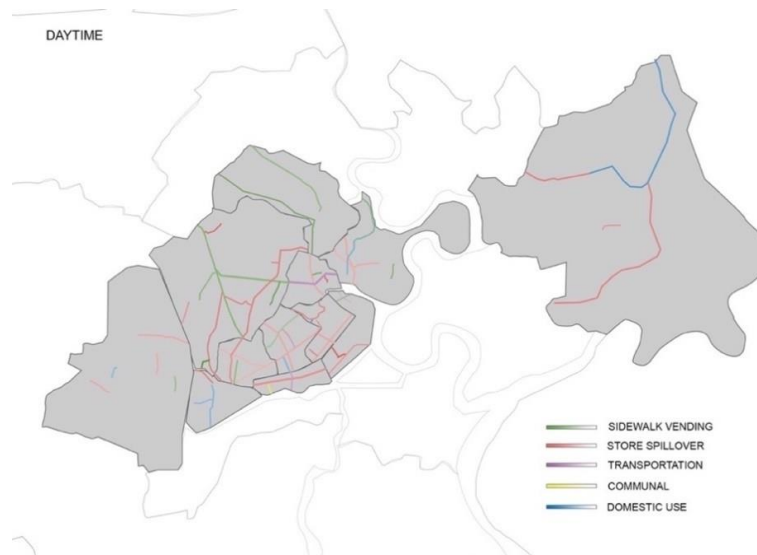 DAYTIME
SIDEWALK VENDING
STORE SPILLOVER
TRANSPORTATION
COMMUNAL
DOMESTIC USE